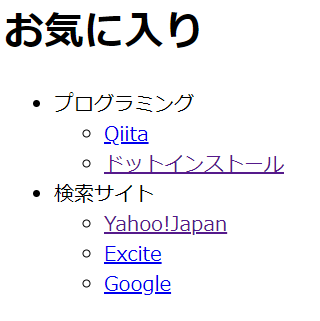 お気に入り
プログラミング
Qiita
ドットインストール
検索サイト
Yahoo!Japan
Excite
Google